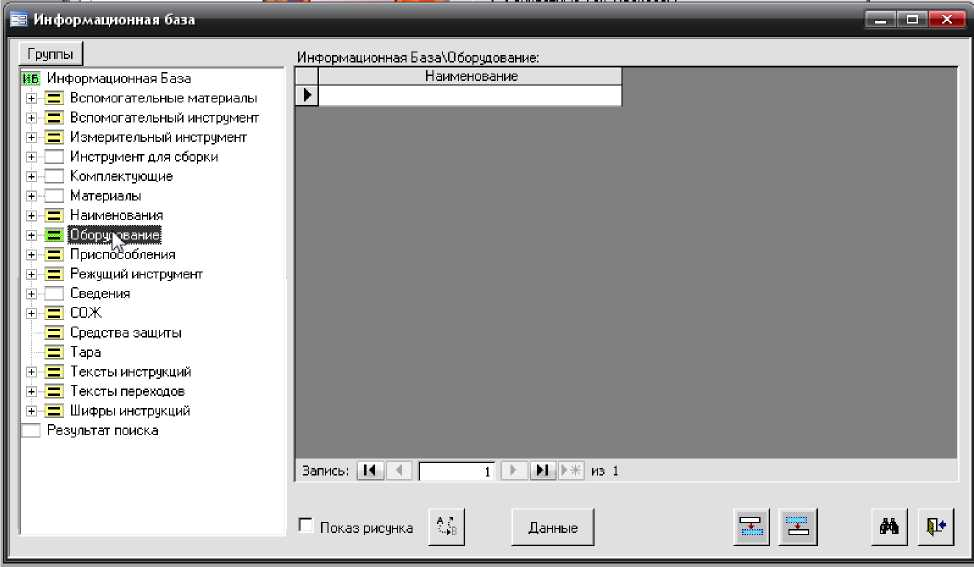 Информационная база
Группы
ИБ Информационная База
Вспомогательные материалы
Вспомогательный инструмент
Измерительный инструмент
Инструмент для сборки
Комплектующие
Материалы
Наименования
Оборудование
Приспособления
Режущий инструмент
Сведения
СОЖ
Средства защиты
Тара
Тексты инструкций
Тексты переходов
Шифры инструкций
Результат поиска
Информационная База\Оборудование:
Наименование
Запись: 1 из 1
Показ рисунка
Данные